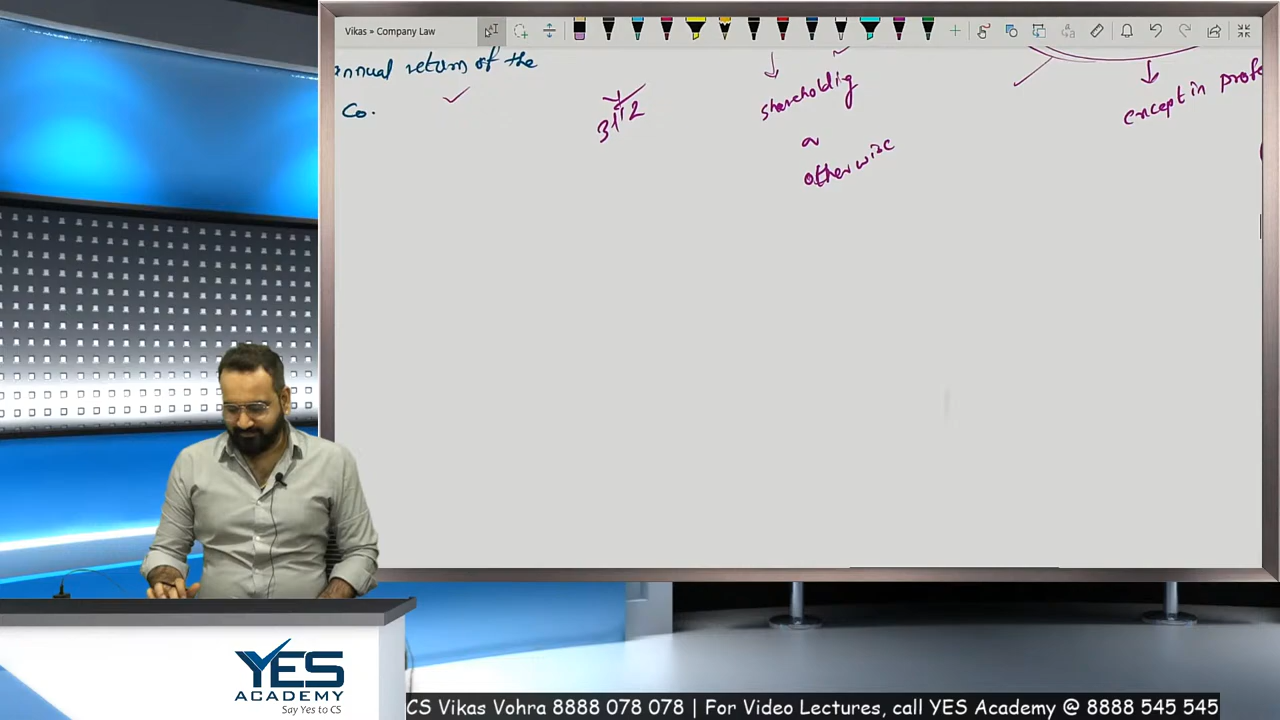 Vikas » Company Law
annual return of the
Co.
31/12
shareholding
or
otherwise
except in profe
YES
ACADEMY
Say Yes to CS
CS Vikas Vohra 8888 078 078 | For Video Lectures, call YES Academy @ 8888 545 545